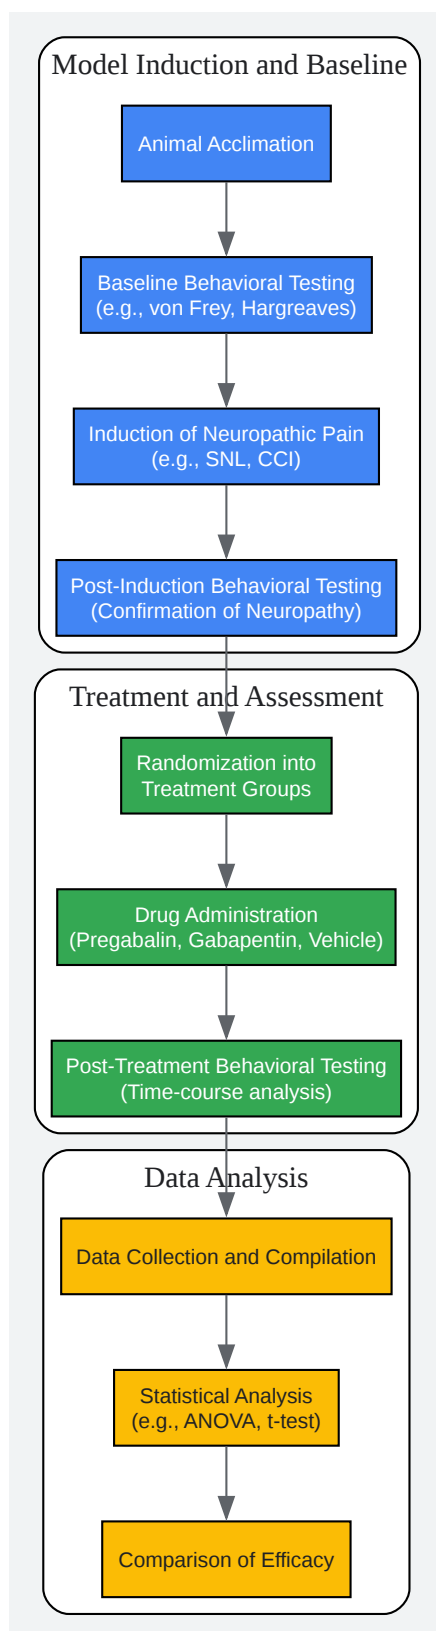 Model Induction and Baseline
Animal Acclimation
Baseline Behavioral Testing
(e.g., von Frey, Hargreaves)
Induction of Neuropathic Pain
(e.g., SNL, CCI)
Post-Induction Behavioral Testing
(Confirmation of Neuropathy)
Treatment and Assessment
Randomization into
Treatment Groups
Drug Administration
(Pregabalin, Gabapentin, Vehicle)
Post-Treatment Behavioral Testing
(Time-course analysis)
Data Analysis
Data Collection and Compilation
Statistical Analysis
(e.g., ANOVA, t-test)
Comparison of Efficacy